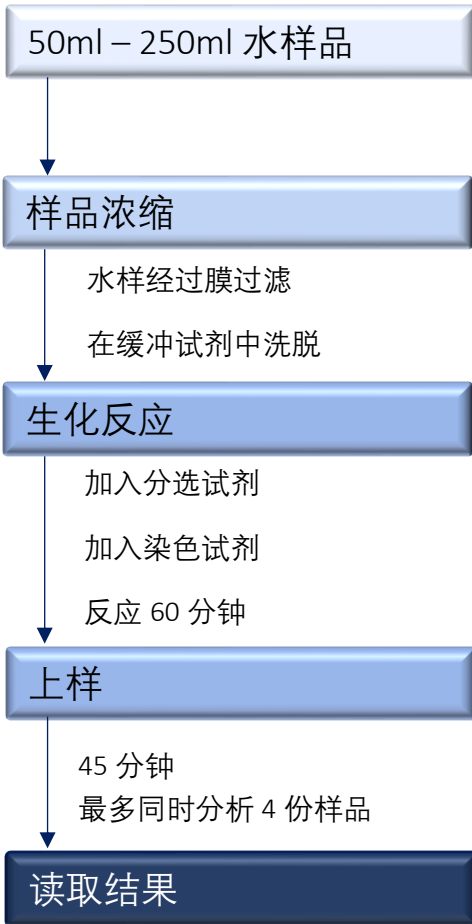 50ml – 250ml 水样品
样品浓缩
水样经过膜过滤
在缓冲试剂中洗脱
生化反应
加入分选试剂
加入染色试剂
反应 60 分钟
上样
45 分钟
最多同时分析 4 份样品
读取结果